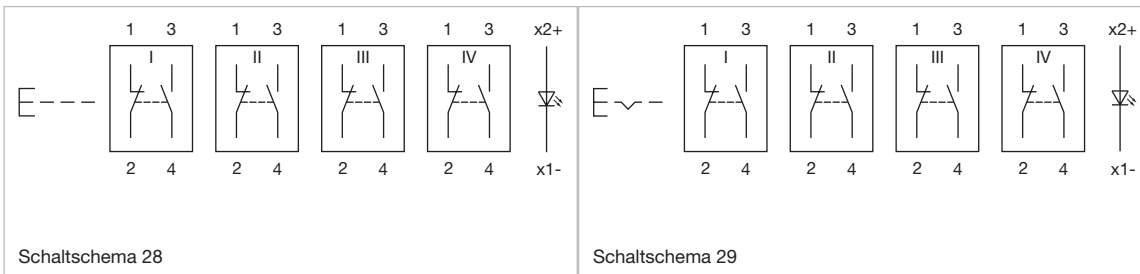 1 3 1 3 1 3 1 3 x2+
I II III IV
2 4 2 4 2 4 2 4 x1-
Schaltschema 28
1 3 1 3 1 3 1 3 x2+
I II III IV
2 4 2 4 2 4 2 4 x1-
Schaltschema 29